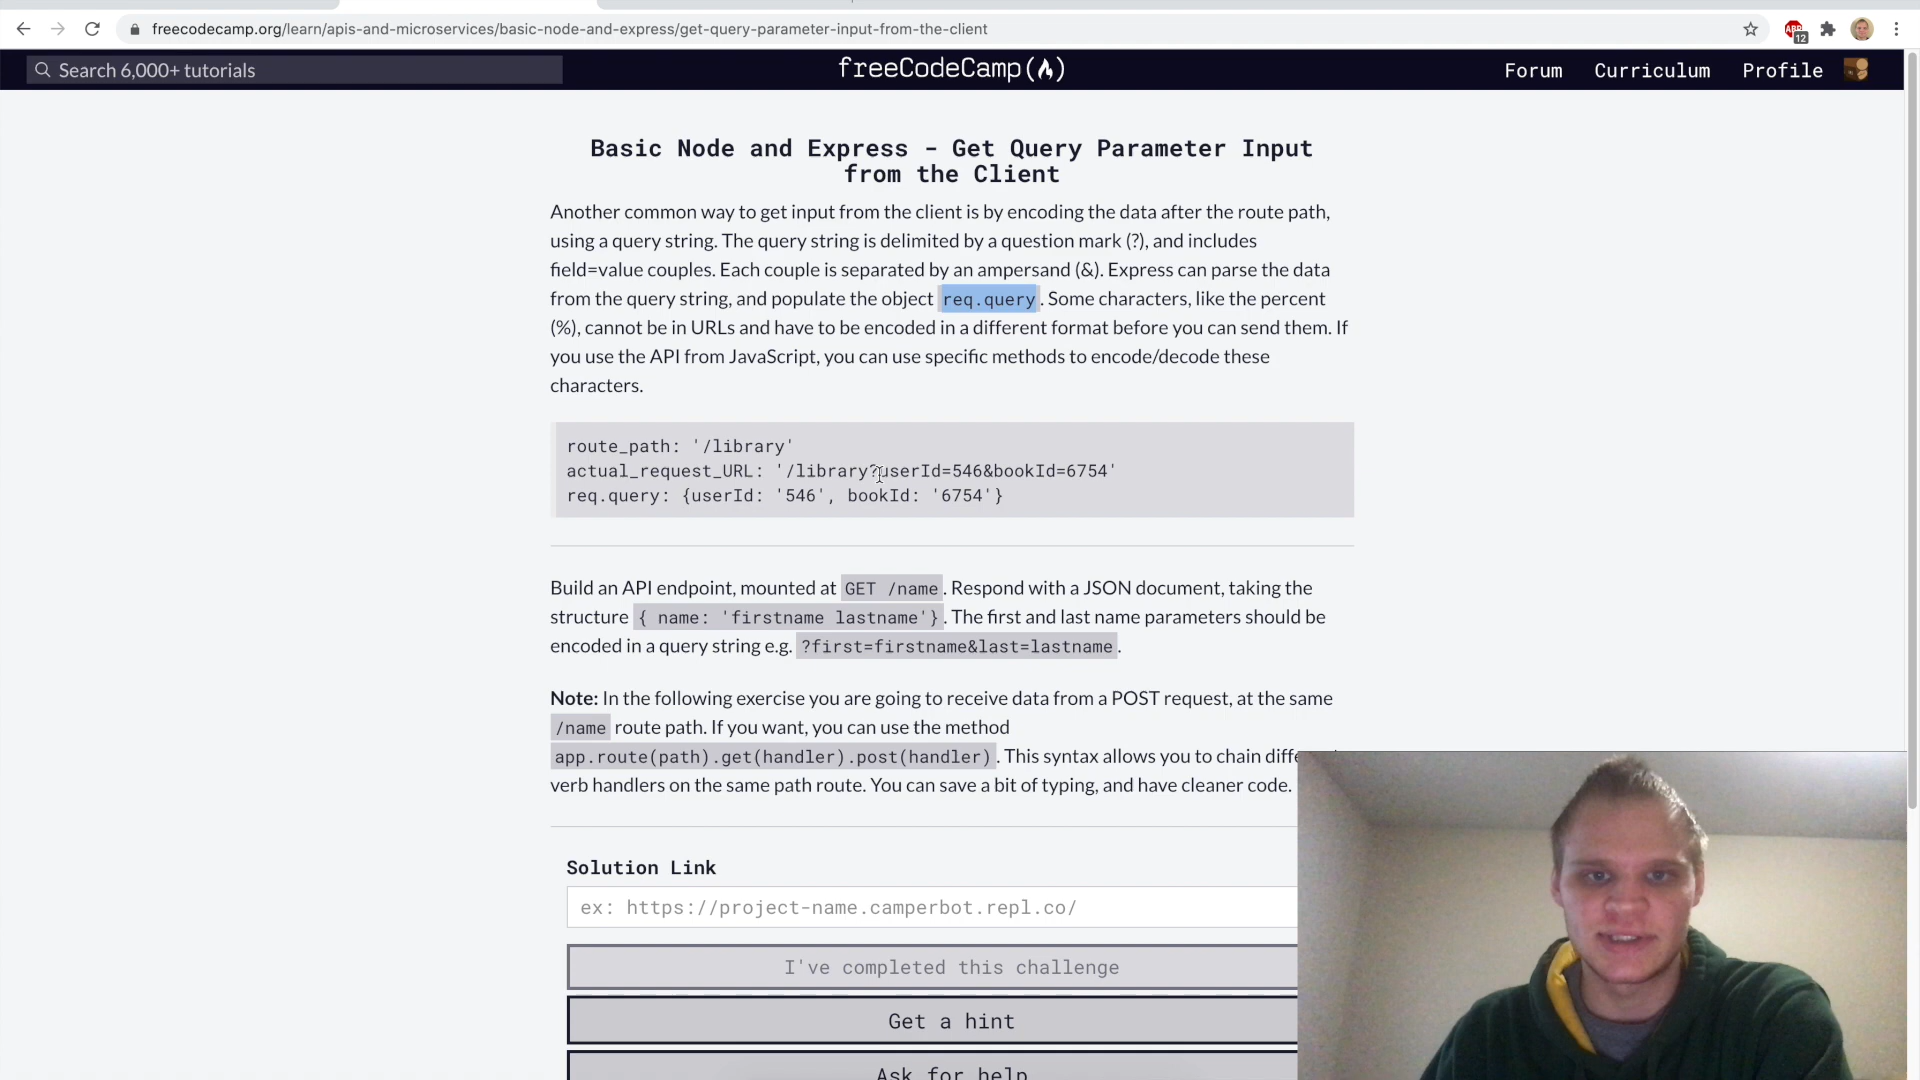 freecodecamp.org/learn/apis-and-microservices/basic-node-and-express/get-query-parameter-input-from-the-client
ABP
12
Search 6,000+ tutorials
freeCodeCamp
Forum
Curriculum
Profile
Basic Node and Express - Get Query Parameter Input
from the Client
Another common way to get input from the client is by encoding the data after the route path,
using a query string. The query string is delimited by a question mark (?), and includes
field=value couples. Each couple is separated by an ampersand (&). Express can parse the data
from the query string, and populate the object req.query. Some characters, like the percent
(%), cannot be in URLs and have to be encoded in a different format before you can send them. If
you use the API from JavaScript, you can use specific methods to encode/decode these
characters.
route_path: '/library'
actual_request_URL: '/library?userId=546&bookId=6754'
req.query: {userId: '546', bookId: '6754'}
Build an API endpoint, mounted at GET /name. Respond with a JSON document, taking the
structure { name: 'firstname lastname'}. The first and last name parameters should be
encoded in a query string e.g. ?first=firstname&last=lastname.
Note: In the following exercise you are going to receive data from a POST request, at the same
/name route path. If you want, you can use the method
app.route(path).get(handler).post(handler). This syntax allows you to chain diffe
verb handlers on the same path route. You can save a bit of typing, and have cleaner code.
Solution Link
ex: https://project-name.camperbot.repl.co/
I've completed this challenge
Get a hint
Ask for help